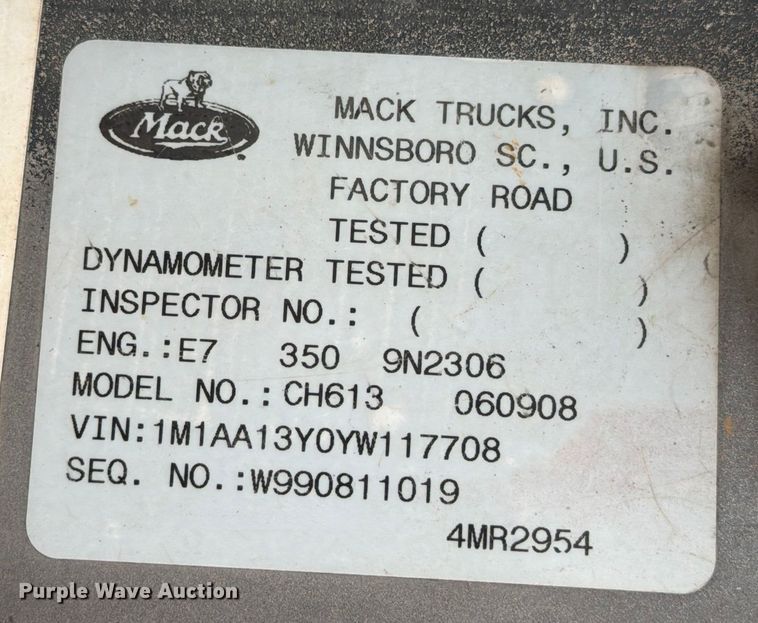 Mack
MACK TRUCKS, INC.
WINNSBORO SC., U.S.
FACTORY ROAD
TESTED ( )
DYNAMOMETER TESTED ( )
INSPECTOR NO.: ( )
ENG.:E7 350 9N2306
MODEL NO.:CH613 060908
VIN:1M1AA13Y0YW117708
SEQ. NO.:W990811019
4MR2954
Purple Wave Auction